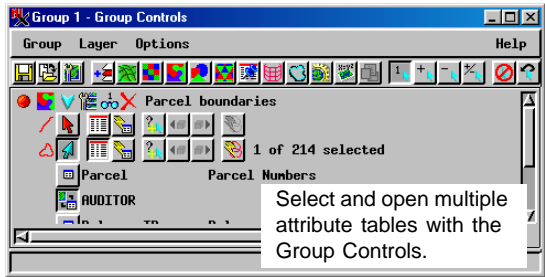 Group 1 - Group Controls
Group Layer Options Help
1
Parcel boundaries
1 of 214 selected
Parcel Parcel Numbers
AUDITOR
Select and open multiple
attribute tables with the
Group Controls.